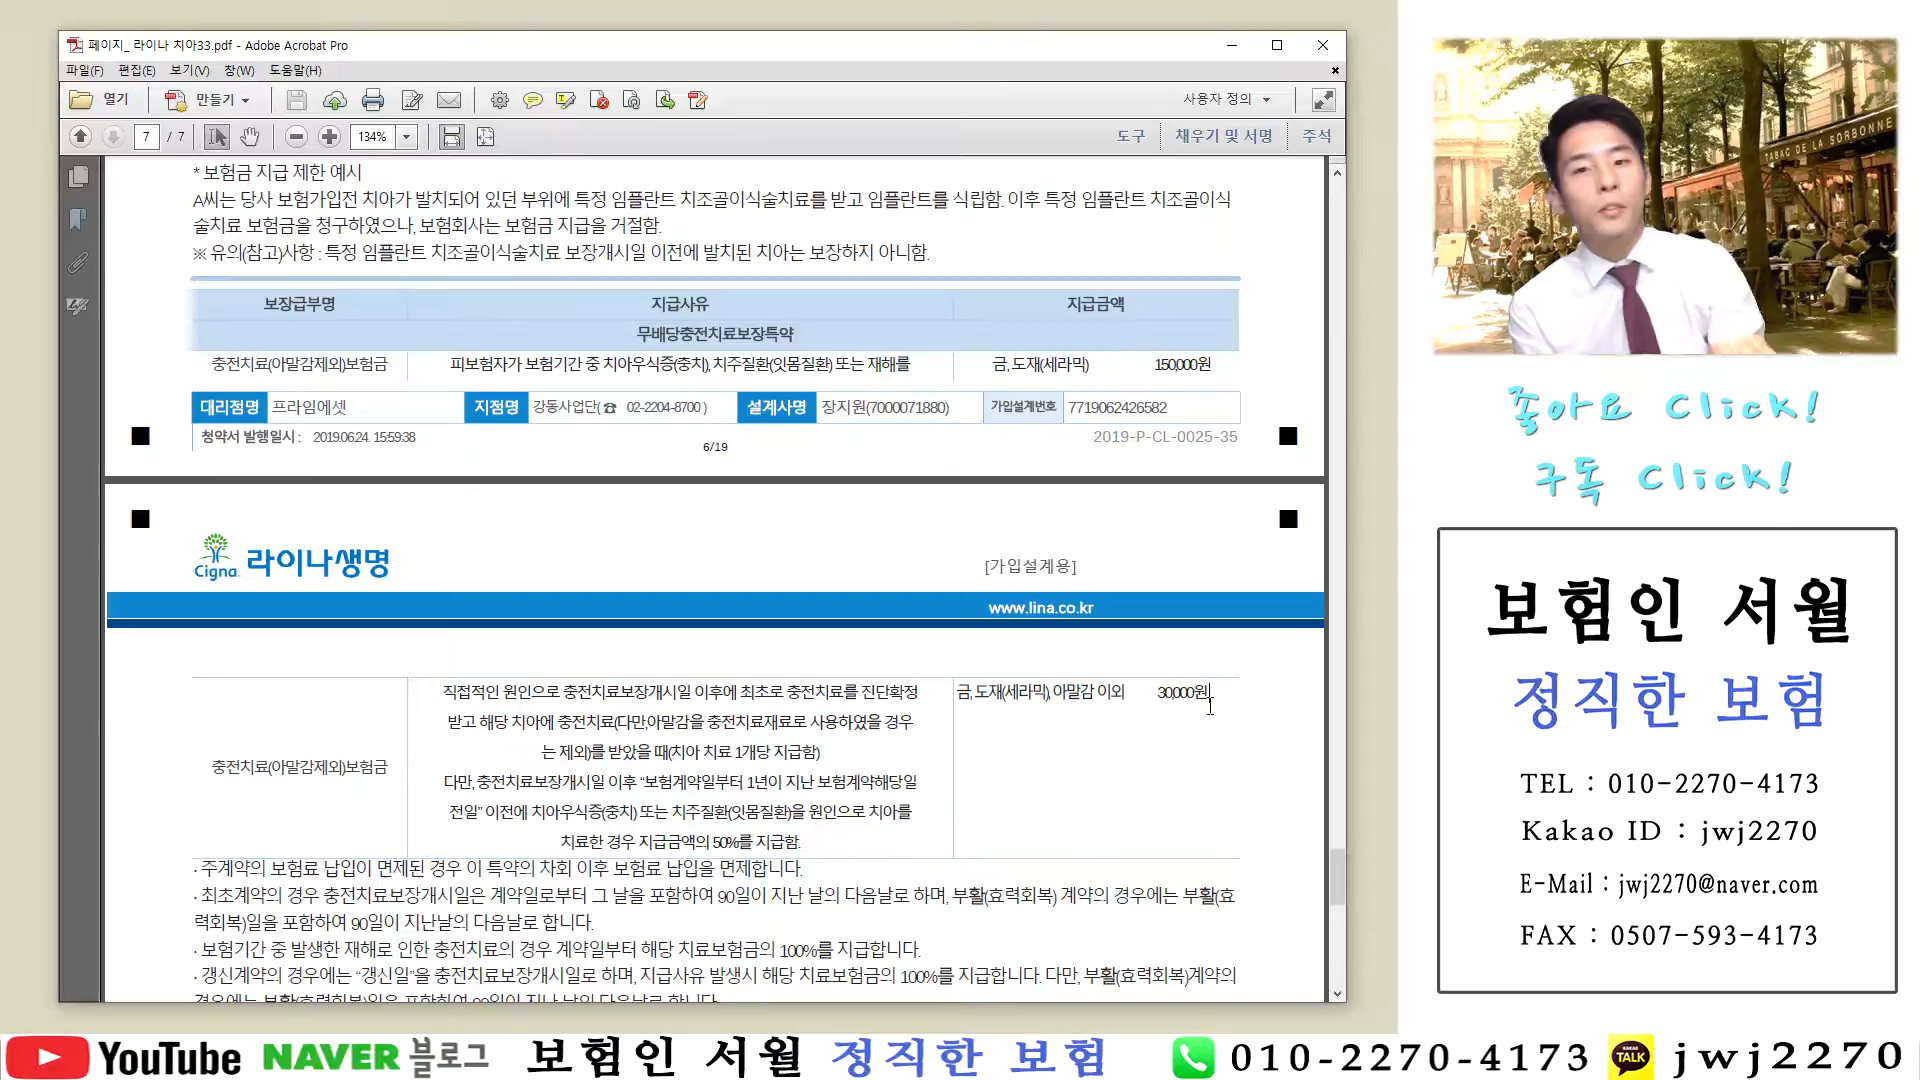 페이지_ 라이나 치아33.pdf - Adobe Acrobat Pro
파일(F) 편집(E) 보기(V) 창(W) 도움말(H)
열기 만들기 사용자 정의
7 / 7 134% 도구 채우기 및 서명 주석
* 보험금 지급 제한 예시
A씨는 당사 보험가입전 치아가 발치되어 있던 부위에 특정 임플란트 치조골이식술치료를 받고 임플란트를 식립함. 이후 특정 임플란트 치조골이식
술치료 보험금을 청구하였으나, 보험회사는 보험금 지급을 거절함.
※ 유의(참고)사항 : 특정 임플란트 치조골이식술치료 보장개시일 이전에 발치된 치아는 보장하지 아니함.
보장급부명 지급사유 지급금액
무배당충전치료보장특약
충전치료(아말감제외)보험금 피보험자가 보험기간 중 치아우식증(충치), 치주질환(잇몸질환) 또는 재해를 금, 도재(세라믹) 150,000원
대리점명 프라임에셋 지점명 강동사업단(☎ 02-2204-8700 ) 설계사명 장지원(7000071880) 가입설계번호 7719062426582
청약서 발행일시 : 2019.06.24. 15:59:38 6/19 2019-P-CL-0025-35
Cigna. 라이나생명 [가입설계용]
www.lina.co.kr
직접적인 원인으로 충전치료보장개시일 이후에 최초로 충전치료를 진단확정 금, 도재(세라믹), 아말감 이외 30,000원
받고 해당 치아에 충전치료(다만,아말감을 충전치료재료로 사용하였을 경우
는 제외)를 받았을 때(치아 치료 1개당 지급함)
충전치료(아말감제외)보험금
다만, 충전치료보장개시일 이후 “보험계약일부터 1년이 지난 보험계약해당일
전일” 이전에 치아우식증(충치) 또는 치주질환(잇몸질환)을 원인으로 치아를
치료한 경우 지급금액의 50%를 지급함.
· 주계약의 보험료 납입이 면제된 경우 이 특약의 차회 이후 보험료 납입을 면제합니다.
· 최초계약의 경우 충전치료보장개시일은 계약일로부터 그 날을 포함하여 90일이 지난 날의 다음날로 하며, 부활(효력회복) 계약의 경우에는 부활(효
력회복)일을 포함하여 90일이 지난날의 다음날로 합니다.
· 보험기간 중 발생한 재해로 인한 충전치료의 경우 계약일부터 해당 치료보험금의 100%를 지급합니다.
· 갱신계약의 경우에는 “갱신일”을 충전치료보장개시일로 하며, 지급사유 발생시 해당 치료보험금의 100%를 지급합니다. 다만, 부활(효력회복)계약의
경우에는 부활(효력회복)일을 포함하여 90일이 지난 날의 다음날로 합니다.
TABAC DE LA SORBONNE
좋아요 Click!
구독 Click!
보험인 서월
정직한 보험
TEL : 010-2270-4173
Kakao ID : jwj2270
E-Mail : jwj2270@naver.com
FAX : 0507-593-4173
YouTube NAVER 블로그 보험인 서월 정직한 보험 010-2270-4173 TALK jwj2270